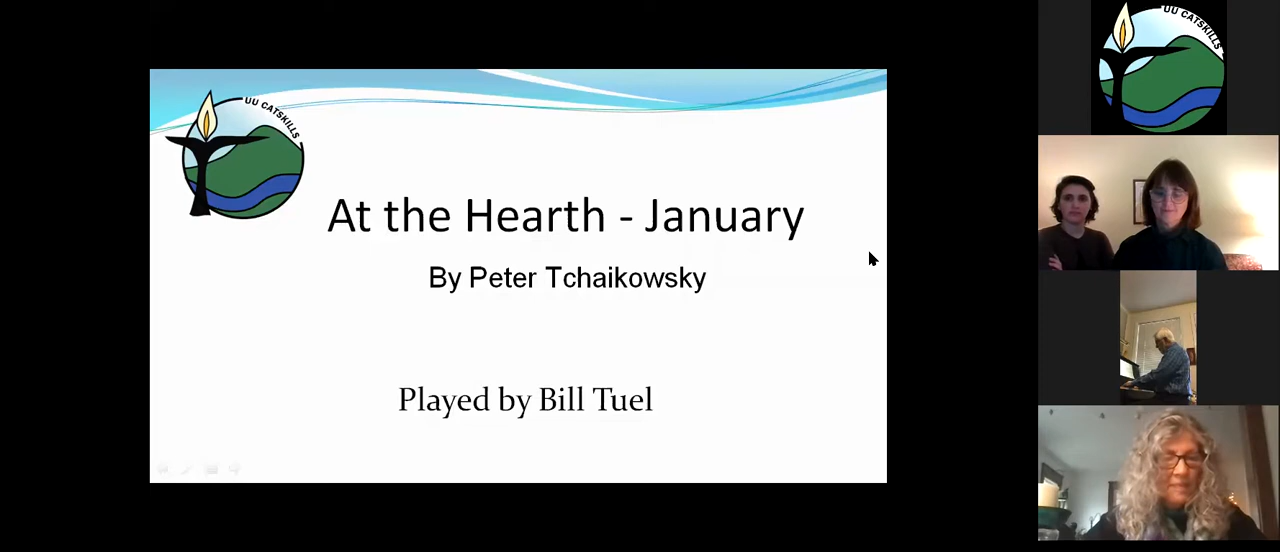 UU CATSKILLS
At the Hearth - January
By Peter Tchaikowsky
Played by Bill Tuel
UU CATSKILLS